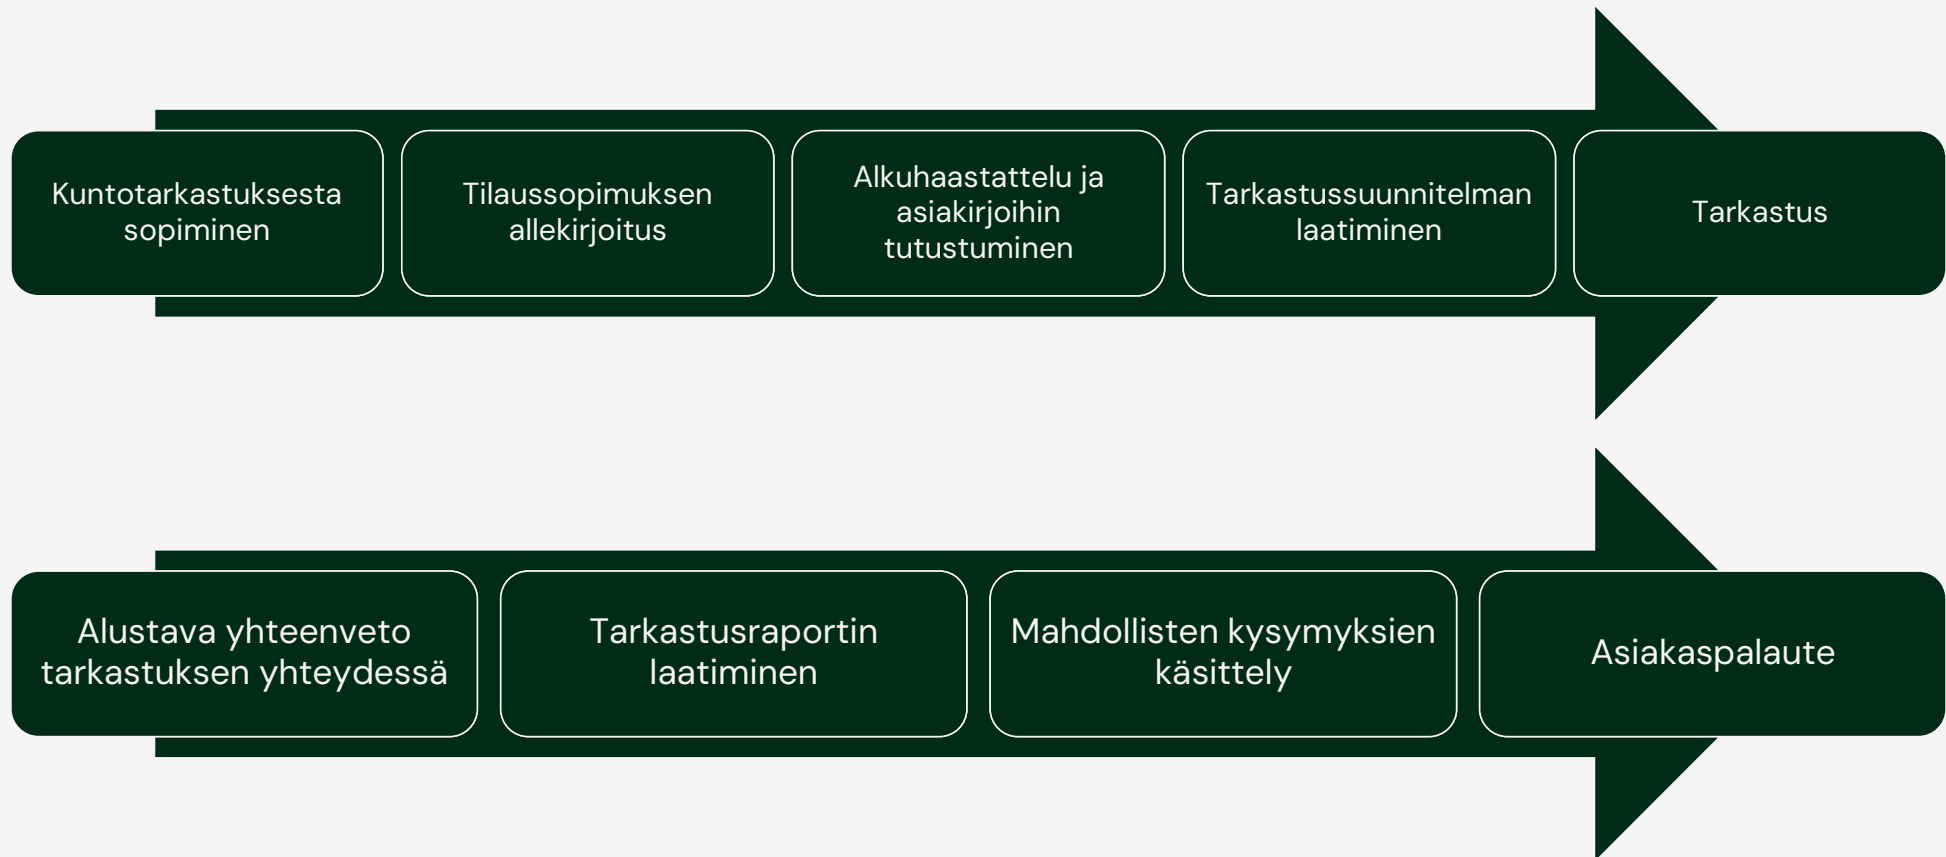 Kuntotarkastuksesta
sopiminen
Tilaussopimuksen
allekirjoitus
Alkuhaastattelu ja
asiakirjoihin
tutustuminen
Tarkastussuunnitelman
laatiminen
Tarkastus
Alustava yhteenveto
tarkastuksen yhteydessä
Tarkastusraportin
laatiminen
Mahdollisten kysymyksien
käsittely
Asiakaspalaute